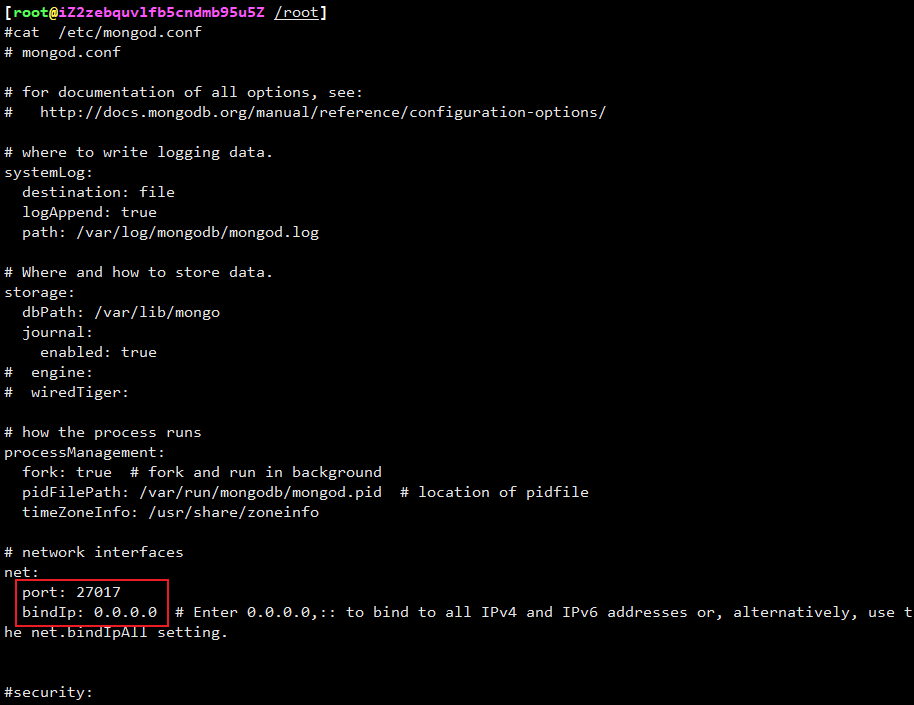 [root@iZ2zebquvlfb5cndmb95u5Z /root]
#cat  /etc/mongod.conf
# mongod.conf

# for documentation of all options, see:
#   http://docs.mongodb.org/manual/reference/configuration-options/

# where to write logging data.
systemLog:
  destination: file
  logAppend: true
  path: /var/log/mongodb/mongod.log

# Where and how to store data.
storage:
  dbPath: /var/lib/mongo
  journal:
    enabled: true
#  engine:
#  wiredTiger:

# how the process runs
processManagement:
  fork: true  # fork and run in background
  pidFilePath: /var/run/mongodb/mongod.pid  # location of pidfile
  timeZoneInfo: /usr/share/zoneinfo

# network interfaces
net:
  port: 27017
  bindIp: 0.0.0.0  # Enter 0.0.0.0,:: to bind to all IPv4 and IPv6 addresses or, alternatively, use t
he net.bindIpAll setting.


#security: